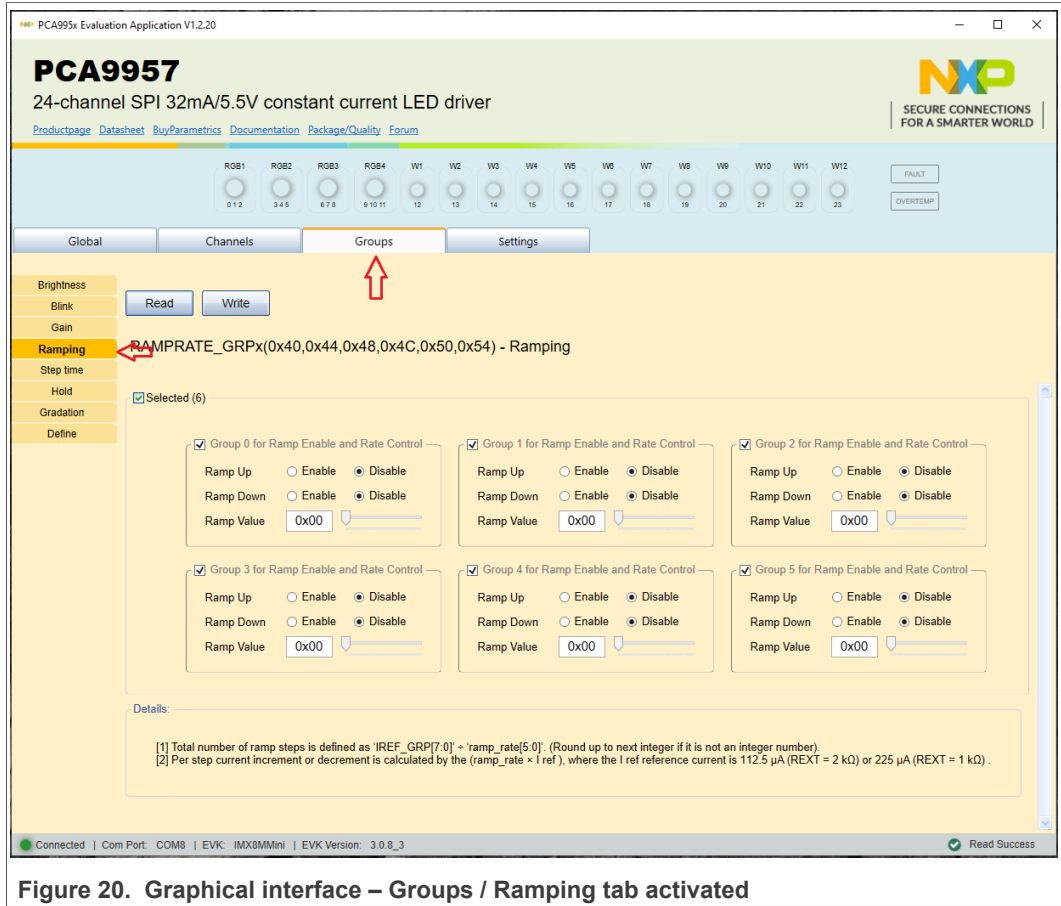 PCA995x Evaluation Application V1.2.20
PCA9957
24-channel SPI 32mA/5.5V constant current LED driver
NXP
SECURE CONNECTIONS
FOR A SMARTER WORLD
Productpage Datasheet BuyParametrics Documentation Package/Quality Forum
RGB1 RGB2 RGB3 RGB4 W1 W2 W3 W4 W5 W6 W7 W8 W9 W10 W11 W12
0 1 2 3 4 5 6 7 8 9 10 11 12 13 14 15 16 17 18 19 20 21 22 23
FAULT
OVERTEMP
Global Channels Groups Settings
Brightness
Blink
Gain
Ramping
Step time
Hold
Gradation
Define
Read Write
RAMPRATE_GRPx(0x40,0x44,0x48,0x4C,0x50,0x54) - Ramping
Selected (6)
Group 0 for Ramp Enable and Rate Control Group 1 for Ramp Enable and Rate Control Group 2 for Ramp Enable and Rate Control
Ramp Up Enable Disable Ramp Up Enable Disable Ramp Up Enable Disable
Ramp Down Enable Disable Ramp Down Enable Disable Ramp Down Enable Disable
Ramp Value 0x00 Ramp Value 0x00 Ramp Value 0x00
Group 3 for Ramp Enable and Rate Control Group 4 for Ramp Enable and Rate Control Group 5 for Ramp Enable and Rate Control
Ramp Up Enable Disable Ramp Up Enable Disable Ramp Up Enable Disable
Ramp Down Enable Disable Ramp Down Enable Disable Ramp Down Enable Disable
Ramp Value 0x00 Ramp Value 0x00 Ramp Value 0x00
Details:
[1] Total number of ramp steps is defined as 'IREF_GRP[7:0]' ÷ 'ramp_rate[5:0]'. (Round up to next integer if it is not an integer number).
[2] Per step current increment or decrement is calculated by the (ramp_rate × I ref ), where the I ref reference current is 112.5 µA (REXT = 2 kΩ) or 225 µA (REXT = 1 kΩ) .
Connected | Com Port: COM8 | EVK: IMX8MMini | EVK Version: 3.0.8_3 Read Success
Figure 20. Graphical interface – Groups / Ramping tab activated